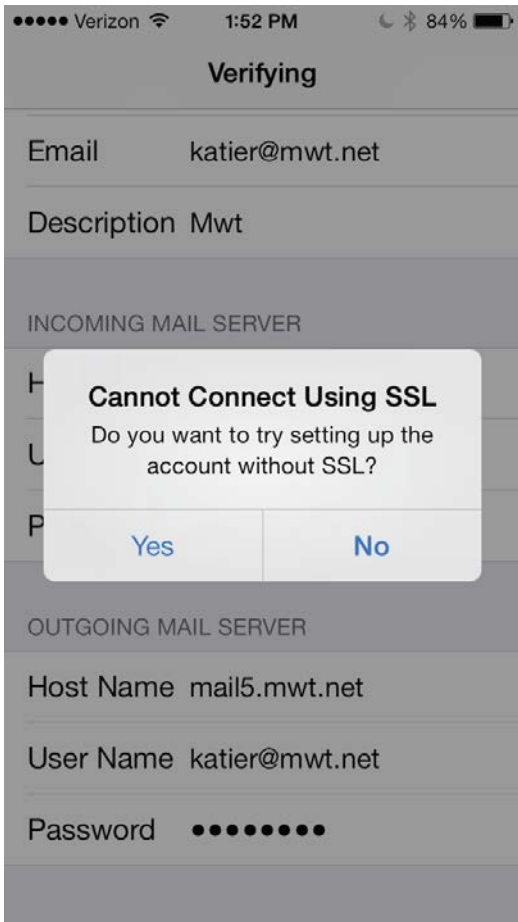 Verizon 1:52 PM 84%
Verifying
Email katier@mwt.net
Description Mwt
INCOMING MAIL SERVER
H
Cannot Connect Using SSL
Do you want to try setting up the
account without SSL?
U
P
Yes No
OUTGOING MAIL SERVER
Host Name mail5.mwt.net
User Name katier@mwt.net
Password ●●●●●●●●